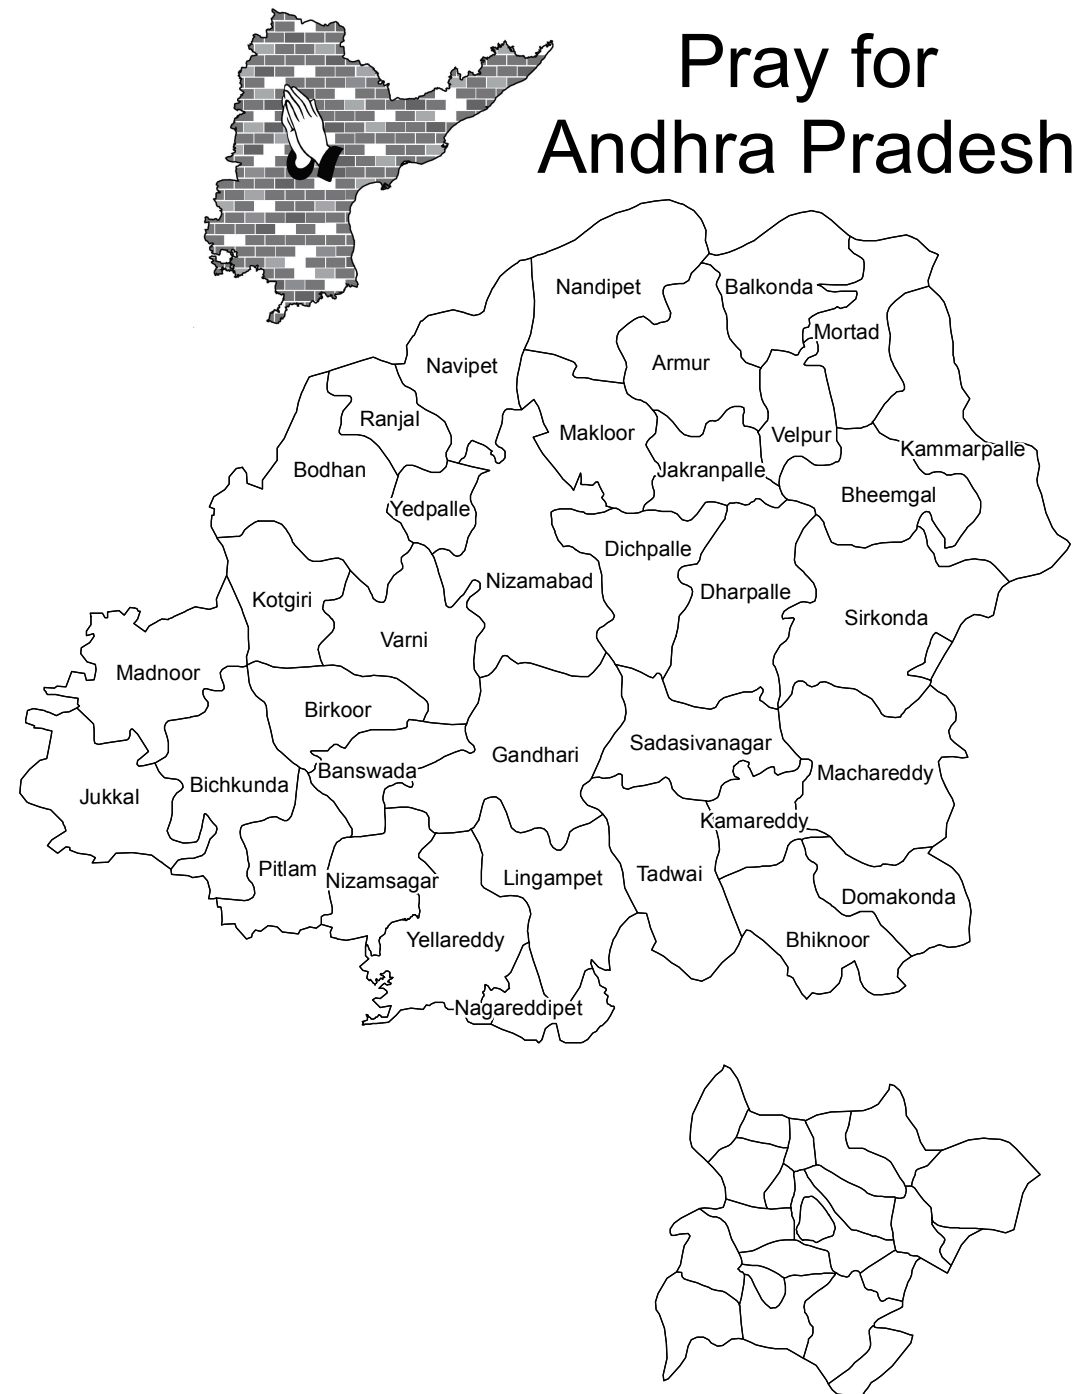 Pray for
Andhra Pradesh
Nandipet
Balkonda
Mortad
Navipet
Armur
Ranjal
Makloor
Velpur
Kammarpalle
Bodhan
Jakranpalle
Yedpalle
Bheemgal
Dichpalle
Nizamabad
Dharpalle
Kotgiri
Sirkonda
Varni
Madnoor
Birkoor
Sadasivanagar
Gandhari
Banswada
Machareddy
Bichkunda
Jukkal
Kamareddy
Pitlam
Nizamsagar
Lingampet
Tadwai
Domakonda
Yellareddy
Bhiknoor
Nagareddipet